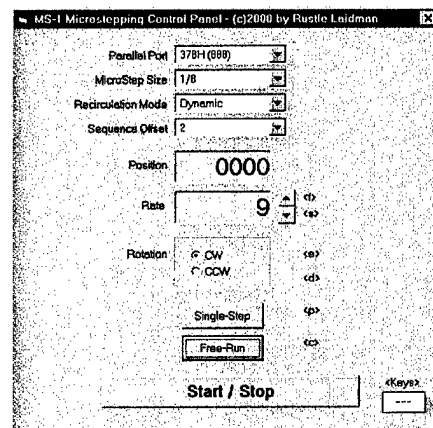 MS-1 Microstepping Control Panel - (c)2000 by Rustle Laidman
Parallel Port 378H (888)
MicroStep Size 1/8
Recirculation Mode Dynamic
Sequence Offset 2
Position 0000
Rate 9 <f>
<s>
Rotation CW <e>
CCW <d>
Single-Step <p>
Free-Run <c>
Start / Stop <Keys>
---